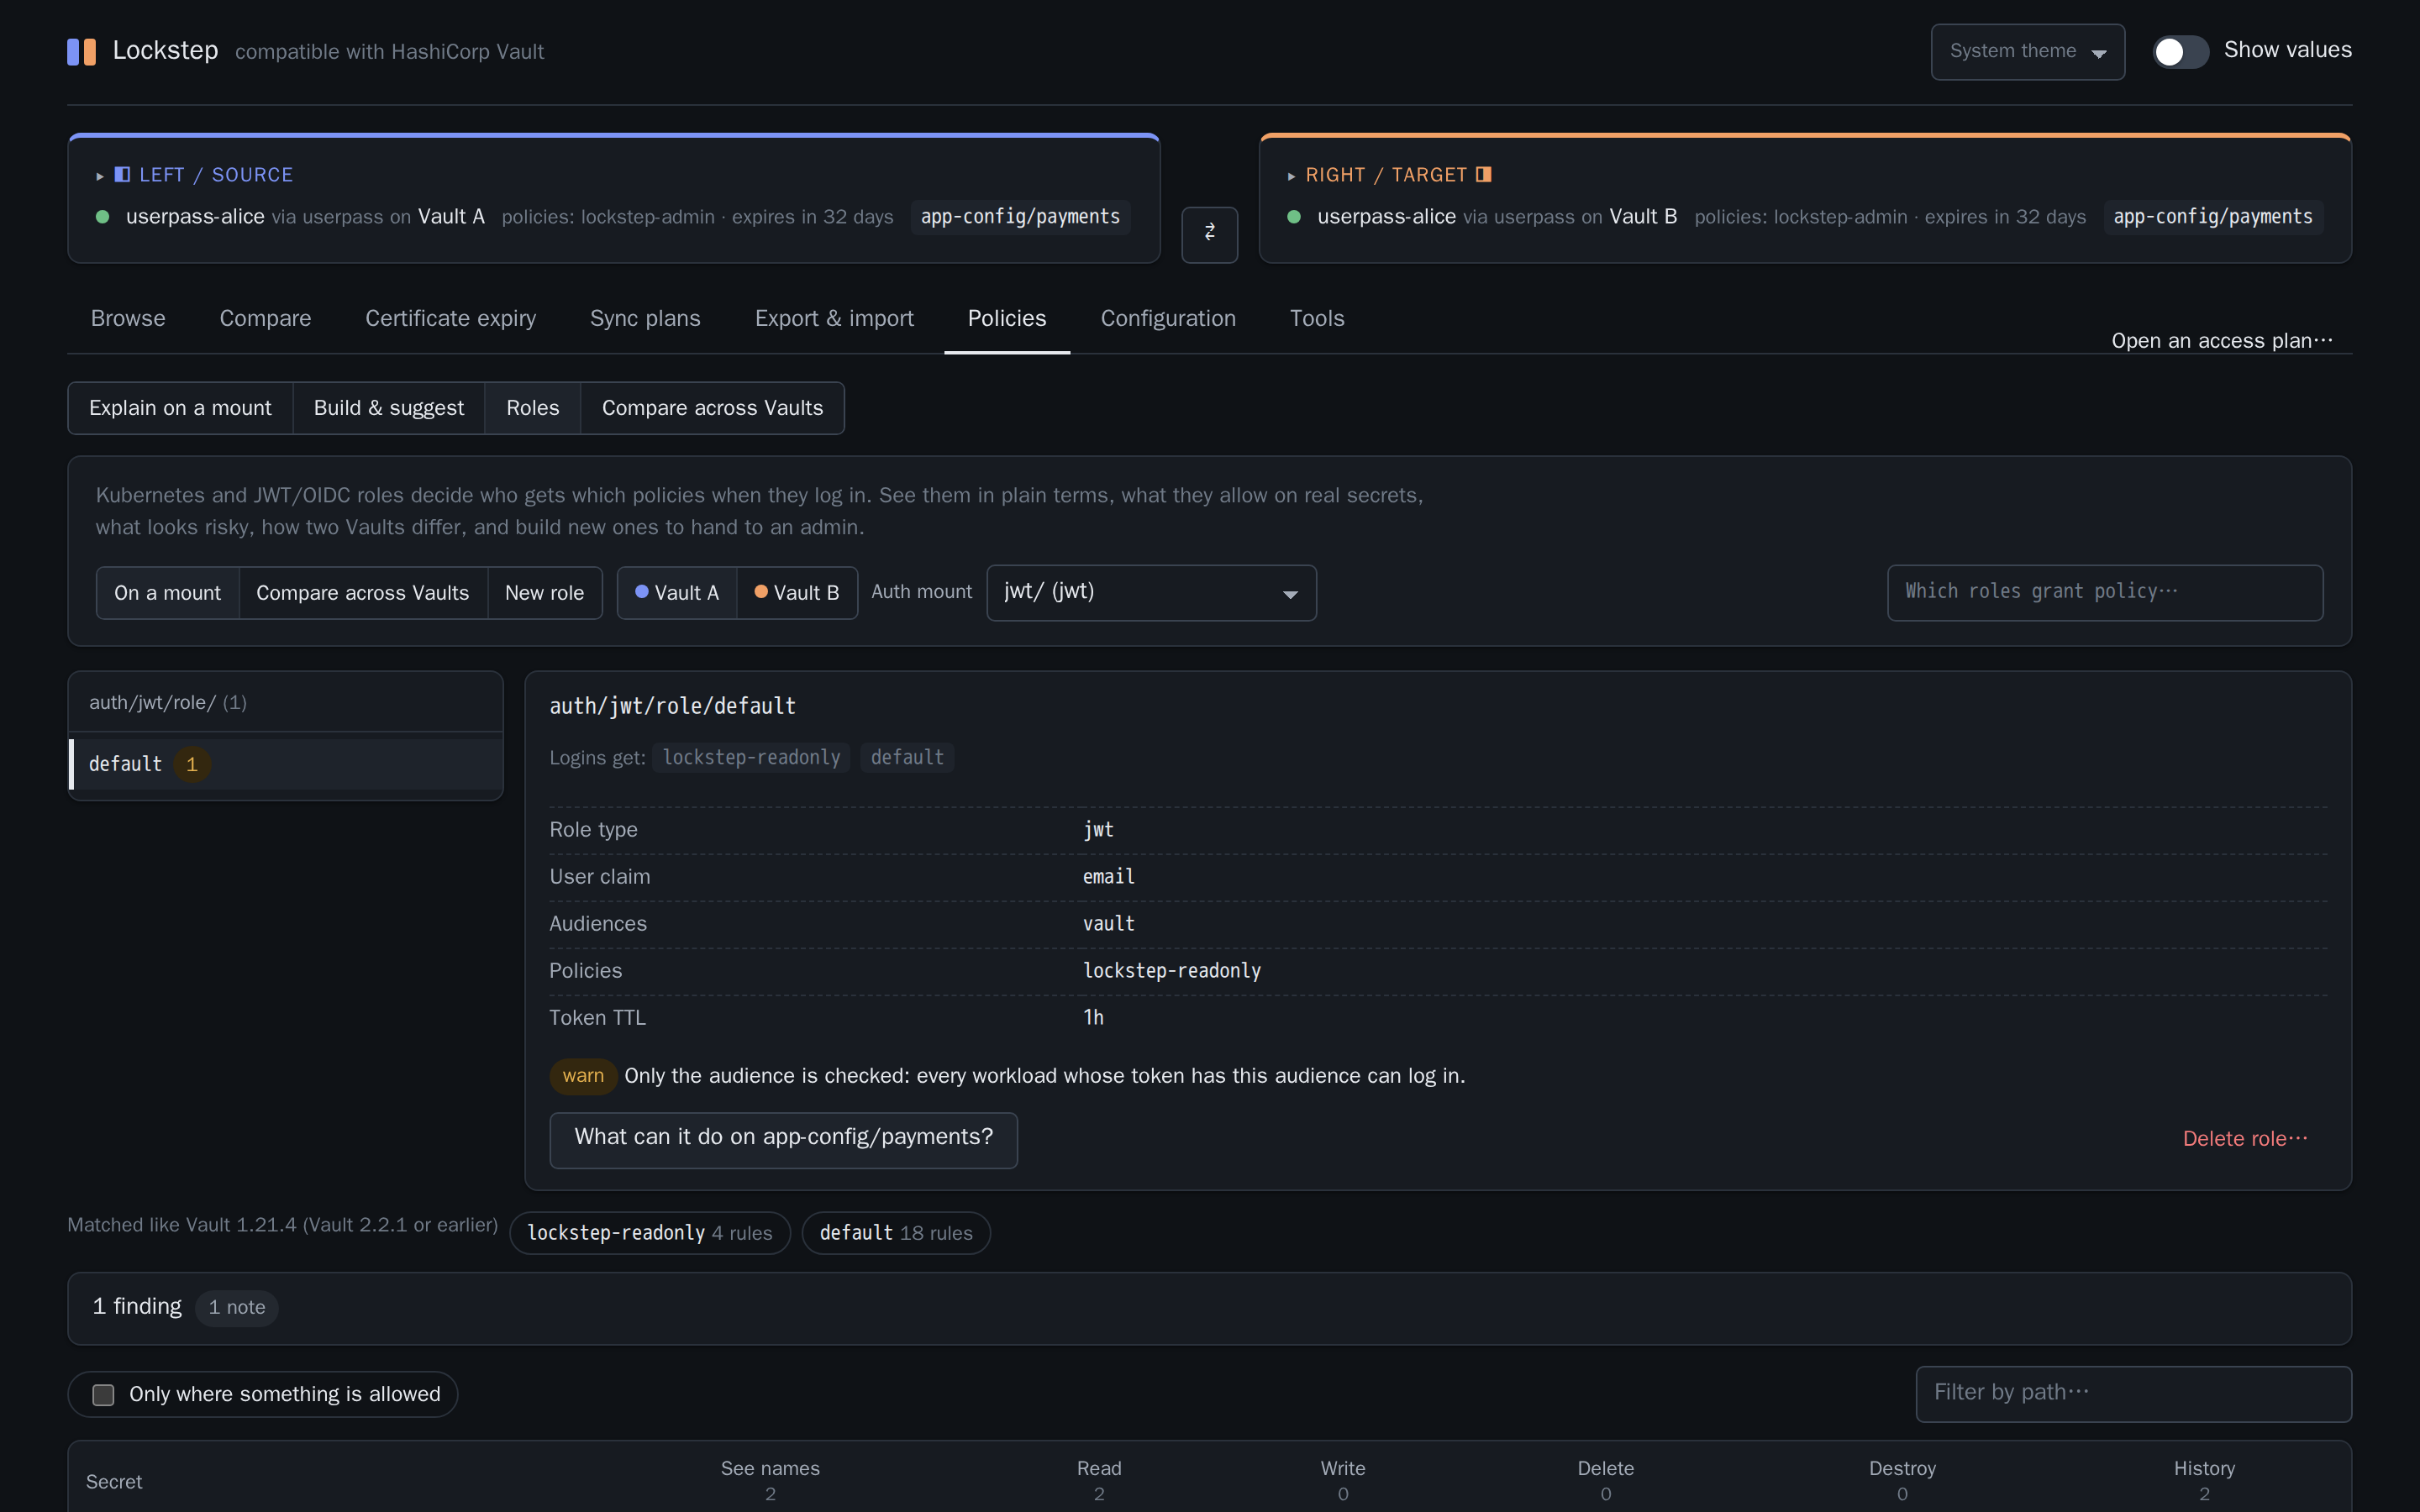 Lockstep compatible with HashiCorp Vault
System theme
Show values
LEFT / SOURCE
userpass-alice via userpass on Vault A policies: lockstep-admin · expires in 32 days app-config/payments
RIGHT / TARGET
userpass-alice via userpass on Vault B policies: lockstep-admin · expires in 32 days app-config/payments
Browse Compare Certificate expiry Sync plans Export & import Policies Configuration Tools
Open an access plan…
Explain on a mount Build & suggest Roles Compare across Vaults
Kubernetes and JWT/OIDC roles decide who gets which policies when they log in. See them in plain terms, what they allow on real secrets,
what looks risky, how two Vaults differ, and build new ones to hand to an admin.
On a mount Compare across Vaults New role Vault A Vault B Auth mount jwt/ (jwt) Which roles grant policy…
auth/jwt/role/ (1)
default 1
auth/jwt/role/default
Logins get: lockstep-readonly default
Role type jwt
User claim email
Audiences vault
Policies lockstep-readonly
Token TTL 1h
warn Only the audience is checked: every workload whose token has this audience can log in.
What can it do on app-config/payments? Delete role…
Matched like Vault 1.21.4 (Vault 2.2.1 or earlier) lockstep-readonly 4 rules default 18 rules
1 finding 1 note
Only where something is allowed Filter by path…
Secret See names Read Write Delete Destroy History
2 2 0 0 0 2